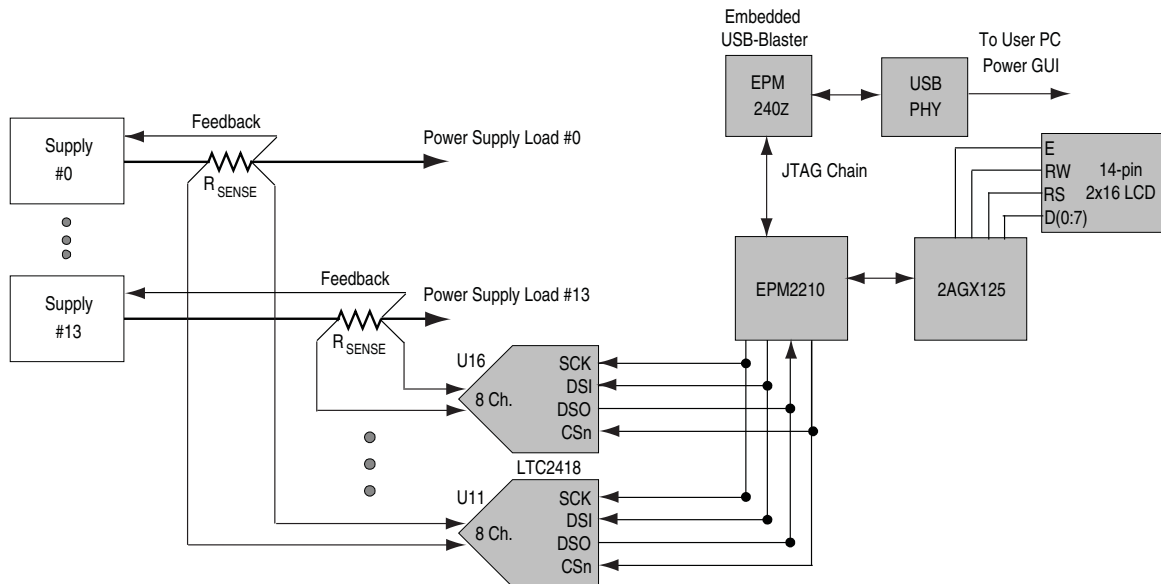 Embedded
USB-Blaster
To User PC
Power GUI
EPM
240z
USB
PHY
Feedback
Power Supply Load #0
Supply
#0
R SENSE
JTAG Chain
E
RW
RS
D(0:7)
14-pin
2x16 LCD
Feedback
Power Supply Load #13
Supply
#13
R SENSE
EPM2210
2AGX125
U16
8 Ch.
SCK
DSI
DSO
CSn
LTC2418
U11
8 Ch.
SCK
DSI
DSO
CSn